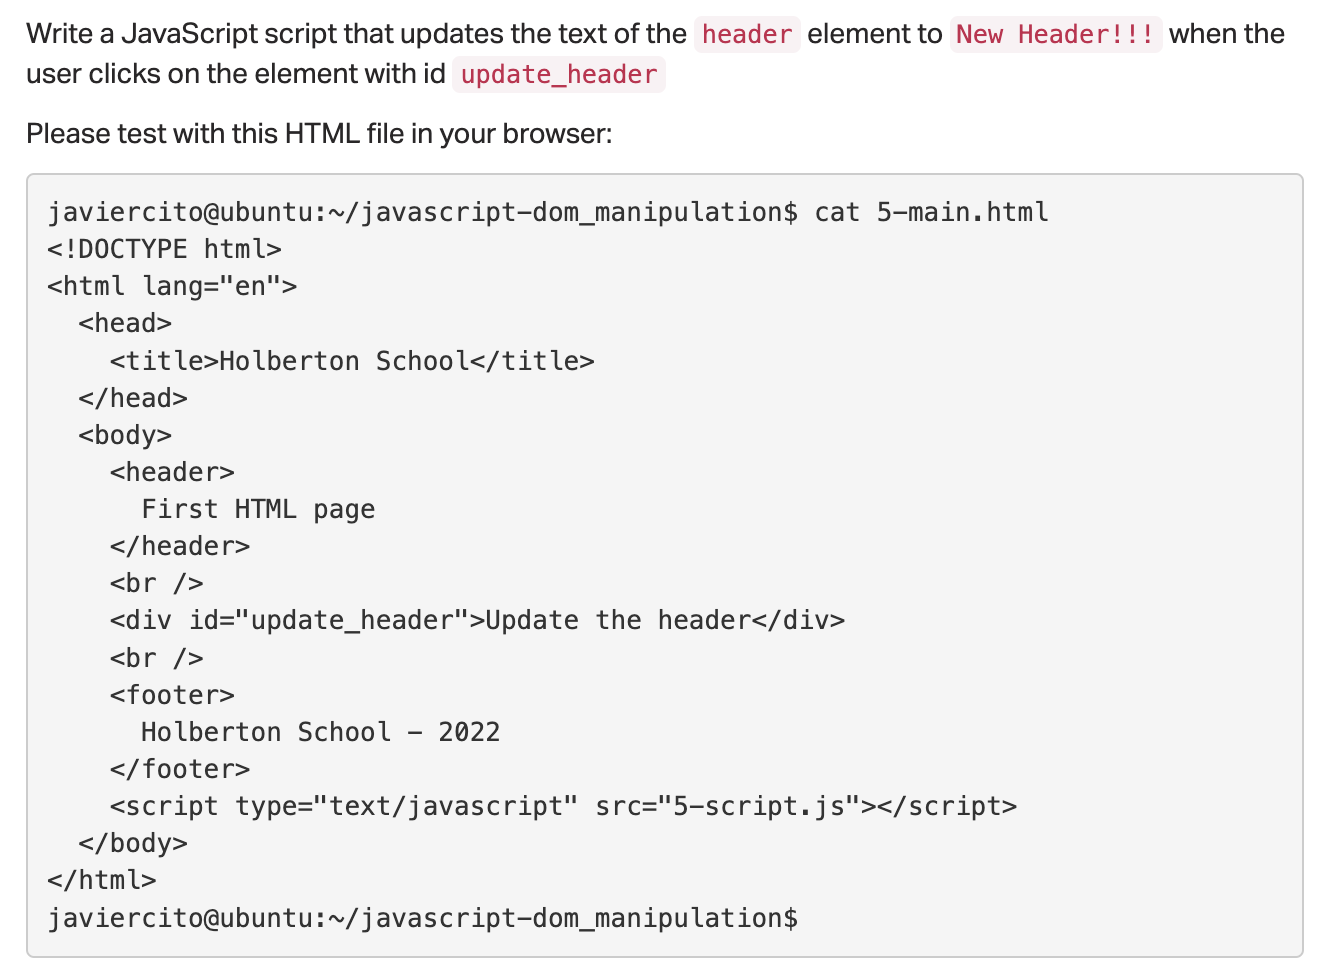 Write a JavaScript script that updates the text of the header element to New Header!!! when the
user clicks on the element with id update_header
Please test with this HTML file in your browser:
javiercito@ubuntu:~/javascript-dom_manipulation$ cat 5-main.html
<!DOCTYPE html>
<html lang="en">
  <head>
    <title>Holberton School</title>
  </head>
  <body>
    <header>
      First HTML page
    </header>
    <br />
    <div id="update_header">Update the header</div>
    <br />
    <footer>
      Holberton School - 2022
    </footer>
    <script type="text/javascript" src="5-script.js"></script>
  </body>
</html>
javiercito@ubuntu:~/javascript-dom_manipulation$